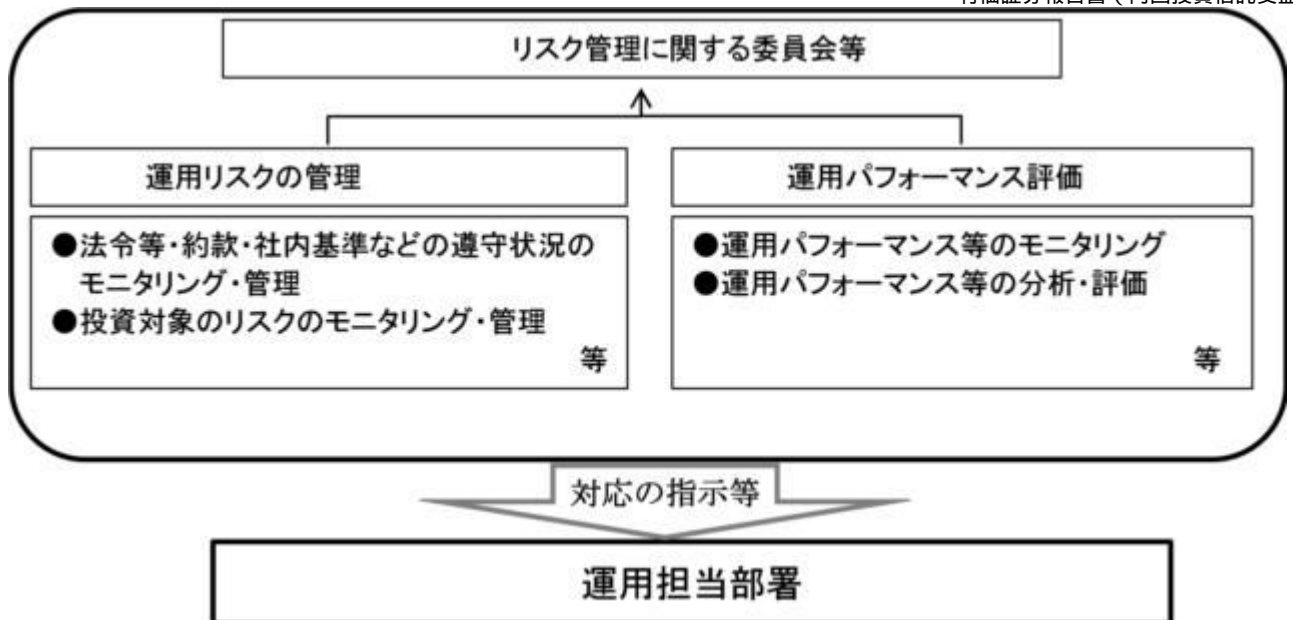 リスク管理に関する委員会等
運用リスクの管理
●法令等・約款・社内基準などの遵守状況の
モニタリング・管理
●投資対象のリスクのモニタリング・管理
等
運用パフォーマンス評価
●運用パフォーマンス等のモニタリング
●運用パフォーマンス等の分析・評価
等
対応の指示等
運用担当部署